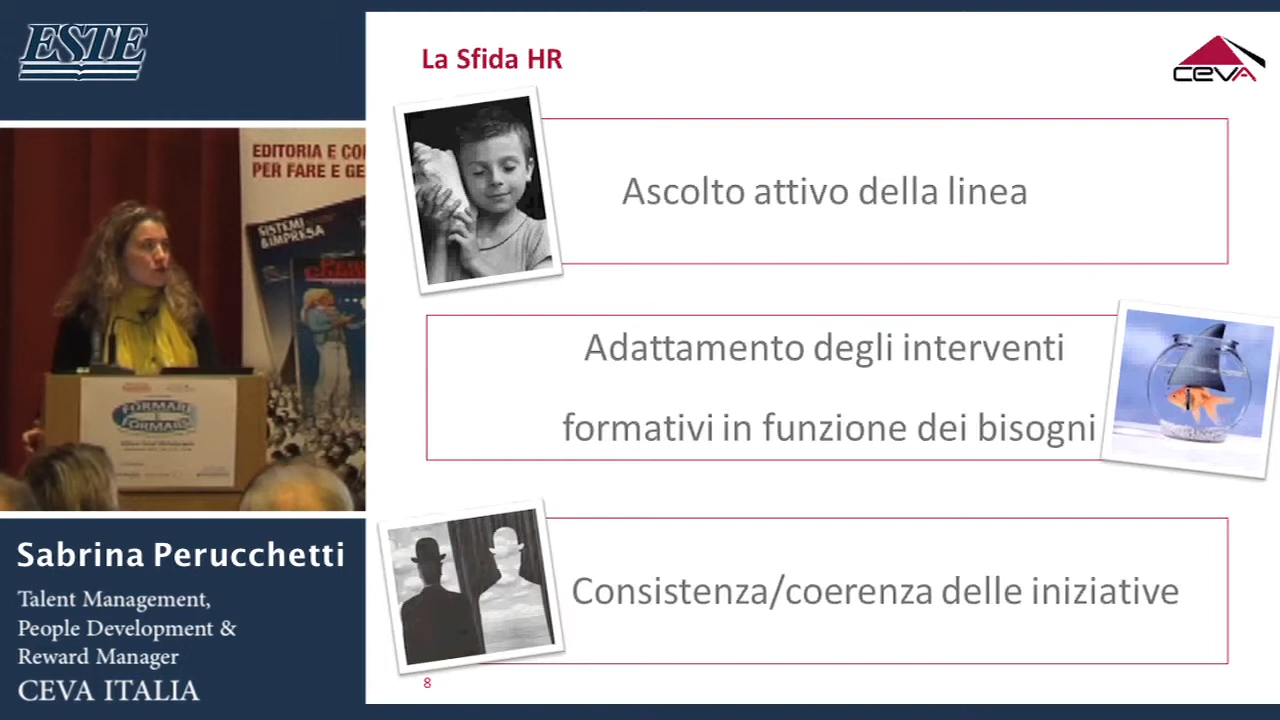 ESTE
La Sfida HR
CEVA
EDITORIA E CO
PER FARE E GE
SISTEMI
&IMPRESA
FORMARE
FORMARE
Ascolto attivo della linea
Adattamento degli interventi
formativi in funzione dei bisogni
Consistenza/coerenza delle iniziative
8
Sabrina Perucchetti
Talent Management,
People Development &
Reward Manager
CEVA ITALIA